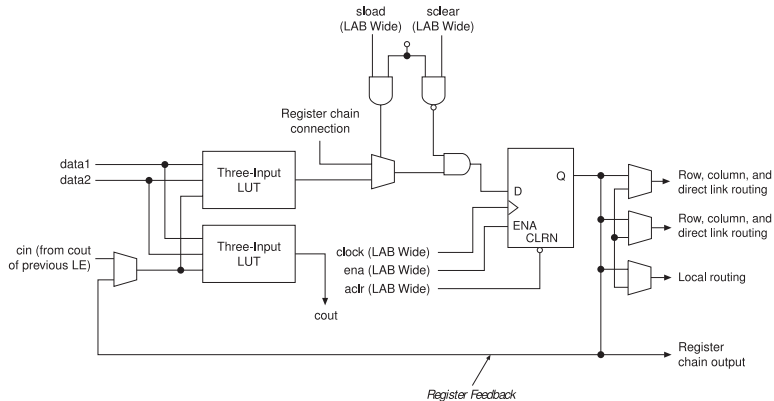 sload
(LAB Wide)
sclear
(LAB Wide)
Register chain
connection
data1
data2
Three-Input
LUT
Three-Input
LUT
cin (from cout
of previous LE)
cout
clock (LAB Wide)
ena (LAB Wide)
aclr (LAB Wide)
Q
D
ENA
CLRN
Row, column, and
direct link routing
Row, column, and
direct link routing
Local routing
Register
chain output
Register Feedback